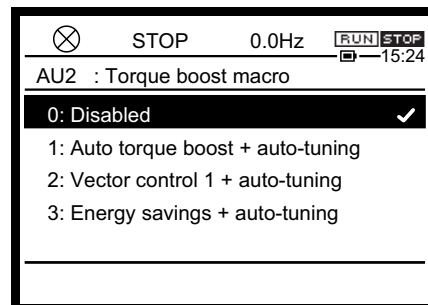 STOP 0.0Hz RUN STOP
15:24
AU2 : Torque boost macro
0: Disabled
1: Auto torque boost + auto-tuning
2: Vector control 1 + auto-tuning
3: Energy savings + auto-tuning